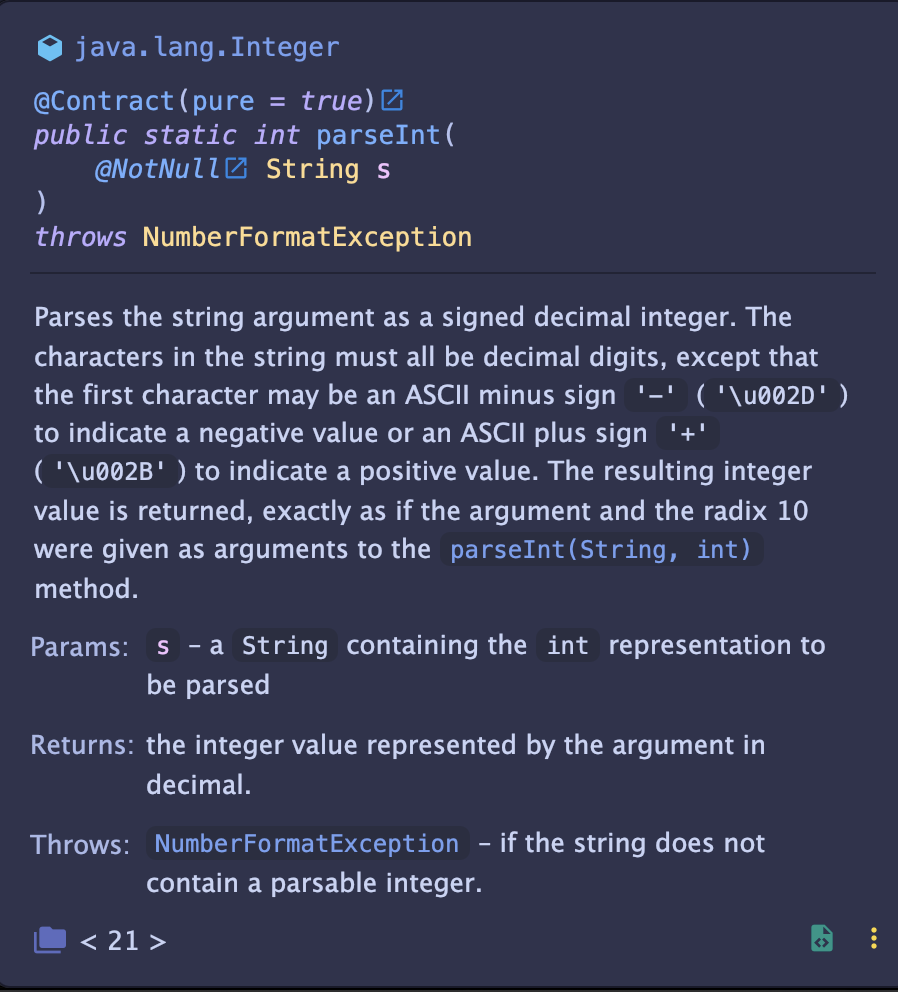 java.lang.Integer
@Contract(pure = true)
public static int parseInt(
@NotNull String s
)
throws NumberFormatException
Parses the string argument as a signed decimal integer. The
characters in the string must all be decimal digits, except that
the first character may be an ASCII minus sign '-' ('\u002D')
to indicate a negative value or an ASCII plus sign '+'
('\u002B') to indicate a positive value. The resulting integer
value is returned, exactly as if the argument and the radix 10
were given as arguments to the parseInt(String, int)
method.
Params: s – a String containing the int representation to
be parsed
Returns: the integer value represented by the argument in
decimal.
Throws: NumberFormatException – if the string does not
contain a parsable integer.
< 21 >